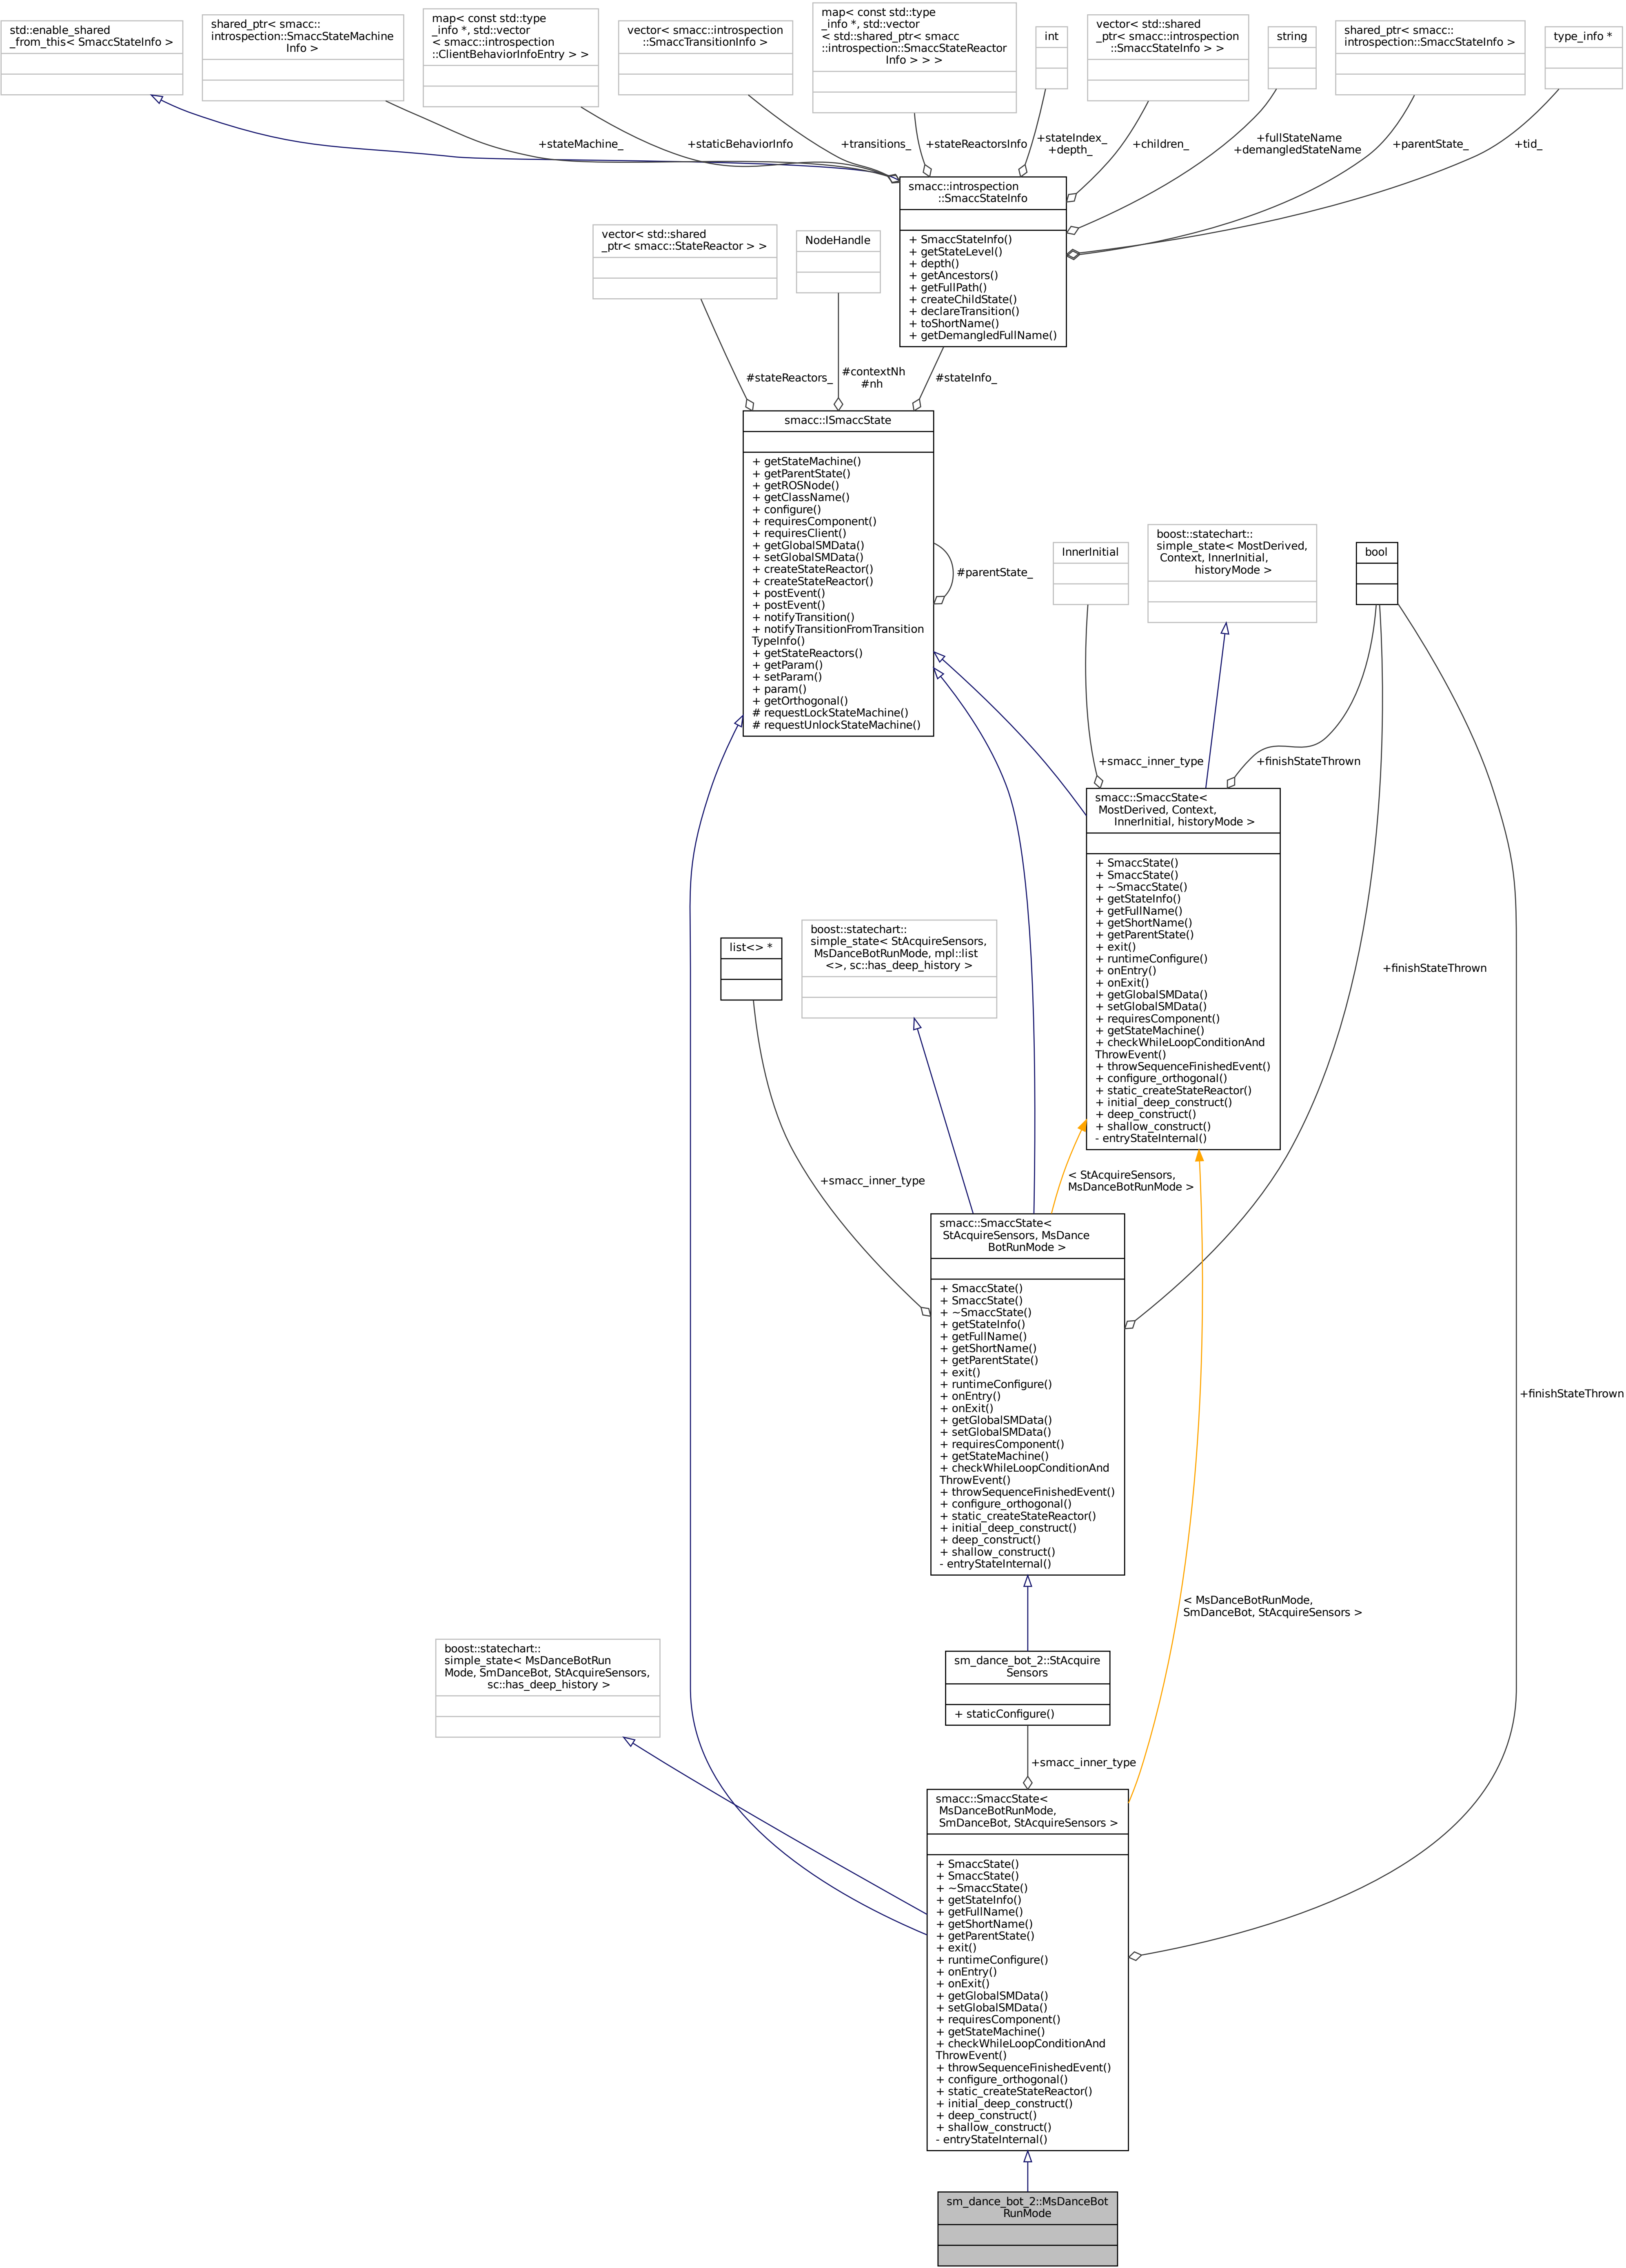 std::enable_shared
_from_this< SmaccStateInfo >
shared_ptr< smacc::
introspection::SmaccStateMachine
Info >
map< const std::type
_info *, std::vector
< smacc::introspection
::ClientBehaviorInfoEntry > >
vector< smacc::introspection
::SmaccTransitionInfo >
map< const std::type
_info *, std::vector
< std::shared_ptr< smacc
::introspection::SmaccStateReactor
Info > > >
int
vector< std::shared
_ptr< smacc::introspection
::SmaccStateInfo > >
string
shared_ptr< smacc::
introspection::SmaccStateInfo >
type_info *
+stateMachine_
+staticBehaviorInfo
+transitions_
+stateReactorsInfo
+stateIndex_
+depth_
+children_
+fullStateName
+demangledStateName
+parentState_
+tid_
smacc::introspection
::SmaccStateInfo
+ SmaccStateInfo()
+ getStateLevel()
+ depth()
+ getAncestors()
+ getFullPath()
+ createChildState()
+ declareTransition()
+ toShortName()
+ getDemangledFullName()
vector< std::shared
_ptr< smacc::StateReactor > >
NodeHandle
#stateReactors_
#contextNh
#nh
#stateInfo_
smacc::ISmaccState
+ getStateMachine()
+ getParentState()
+ getROSNode()
+ getClassName()
+ configure()
+ requiresComponent()
+ requiresClient()
+ getGlobalSMData()
+ setGlobalSMData()
+ createStateReactor()
+ createStateReactor()
+ postEvent()
+ postEvent()
+ notifyTransition()
+ notifyTransitionFromTransition
TypeInfo()
+ getStateReactors()
+ getParam()
+ setParam()
+ param()
+ getOrthogonal()
# requestLockStateMachine()
# requestUnlockStateMachine()
#parentState_
InnerInitial
boost::statechart::
simple_state< MostDerived,
Context, InnerInitial,
historyMode >
bool
+smacc_inner_type
+finishStateThrown
smacc::SmaccState<
MostDerived, Context,
InnerInitial, historyMode >
+ SmaccState()
+ SmaccState()
+ ~SmaccState()
+ getStateInfo()
+ getFullName()
+ getShortName()
+ getParentState()
+ exit()
+ runtimeConfigure()
+ onEntry()
+ onExit()
+ getGlobalSMData()
+ setGlobalSMData()
+ requiresComponent()
+ getStateMachine()
+ checkWhileLoopConditionAnd
ThrowEvent()
+ throwSequenceFinishedEvent()
+ configure_orthogonal()
+ static_createStateReactor()
+ initial_deep_construct()
+ deep_construct()
+ shallow_construct()
- entryStateInternal()
list<> *
boost::statechart::
simple_state< StAcquireSensors,
MsDanceBotRunMode, mpl::list
<>, sc::has_deep_history >
+finishStateThrown
+smacc_inner_type
< StAcquireSensors,
MsDanceBotRunMode >
smacc::SmaccState<
StAcquireSensors, MsDance
BotRunMode >
+ SmaccState()
+ SmaccState()
+ ~SmaccState()
+ getStateInfo()
+ getFullName()
+ getShortName()
+ getParentState()
+ exit()
+ runtimeConfigure()
+ onEntry()
+ onExit()
+ getGlobalSMData()
+ setGlobalSMData()
+ requiresComponent()
+ getStateMachine()
+ checkWhileLoopConditionAnd
ThrowEvent()
+ throwSequenceFinishedEvent()
+ configure_orthogonal()
+ static_createStateReactor()
+ initial_deep_construct()
+ deep_construct()
+ shallow_construct()
- entryStateInternal()
+finishStateThrown
< MsDanceBotRunMode,
SmDanceBot, StAcquireSensors >
boost::statechart::
simple_state< MsDanceBotRun
Mode, SmDanceBot, StAcquireSensors,
sc::has_deep_history >
sm_dance_bot_2::StAcquire
Sensors
+ staticConfigure()
+smacc_inner_type
smacc::SmaccState<
MsDanceBotRunMode,
SmDanceBot, StAcquireSensors >
+ SmaccState()
+ SmaccState()
+ ~SmaccState()
+ getStateInfo()
+ getFullName()
+ getShortName()
+ getParentState()
+ exit()
+ runtimeConfigure()
+ onEntry()
+ onExit()
+ getGlobalSMData()
+ setGlobalSMData()
+ requiresComponent()
+ getStateMachine()
+ checkWhileLoopConditionAnd
ThrowEvent()
+ throwSequenceFinishedEvent()
+ configure_orthogonal()
+ static_createStateReactor()
+ initial_deep_construct()
+ deep_construct()
+ shallow_construct()
- entryStateInternal()
sm_dance_bot_2::MsDanceBot
RunMode